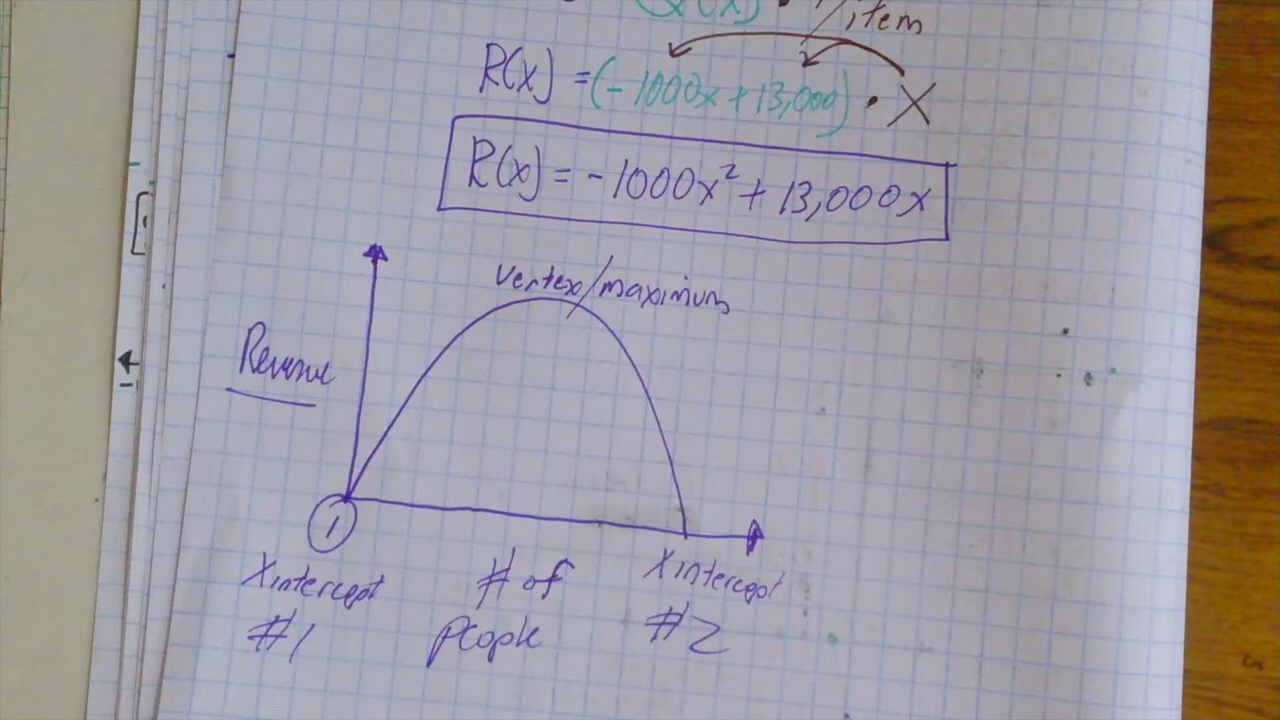 Q(x) · /item
R(x) = (-1000x + 13,000) · X
R(x) = -1000x² + 13,000x
vertex/maximum
Revenue
1
X intercept #1
# of people
X intercept #2